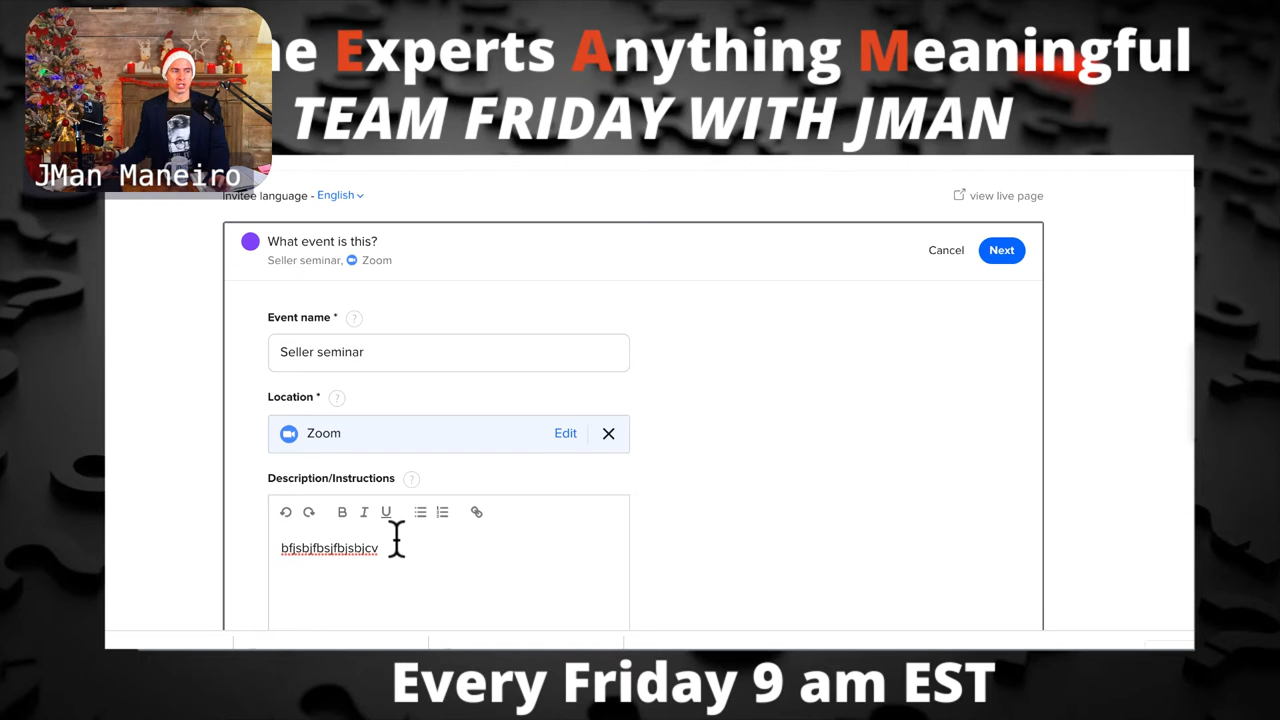 ne Experts Anything Meaningful
TEAM FRIDAY WITH JMAN
JMan Maneiro
Invitee language - English
view live page
What event is this?
Seller seminar, Zoom
Cancel
Next
Event name * ?
Seller seminar
Location * ?
Zoom
Edit
Description/Instructions ?
B I U
bfjsbjfbsjfbjsbjcv
Every Friday 9 am EST